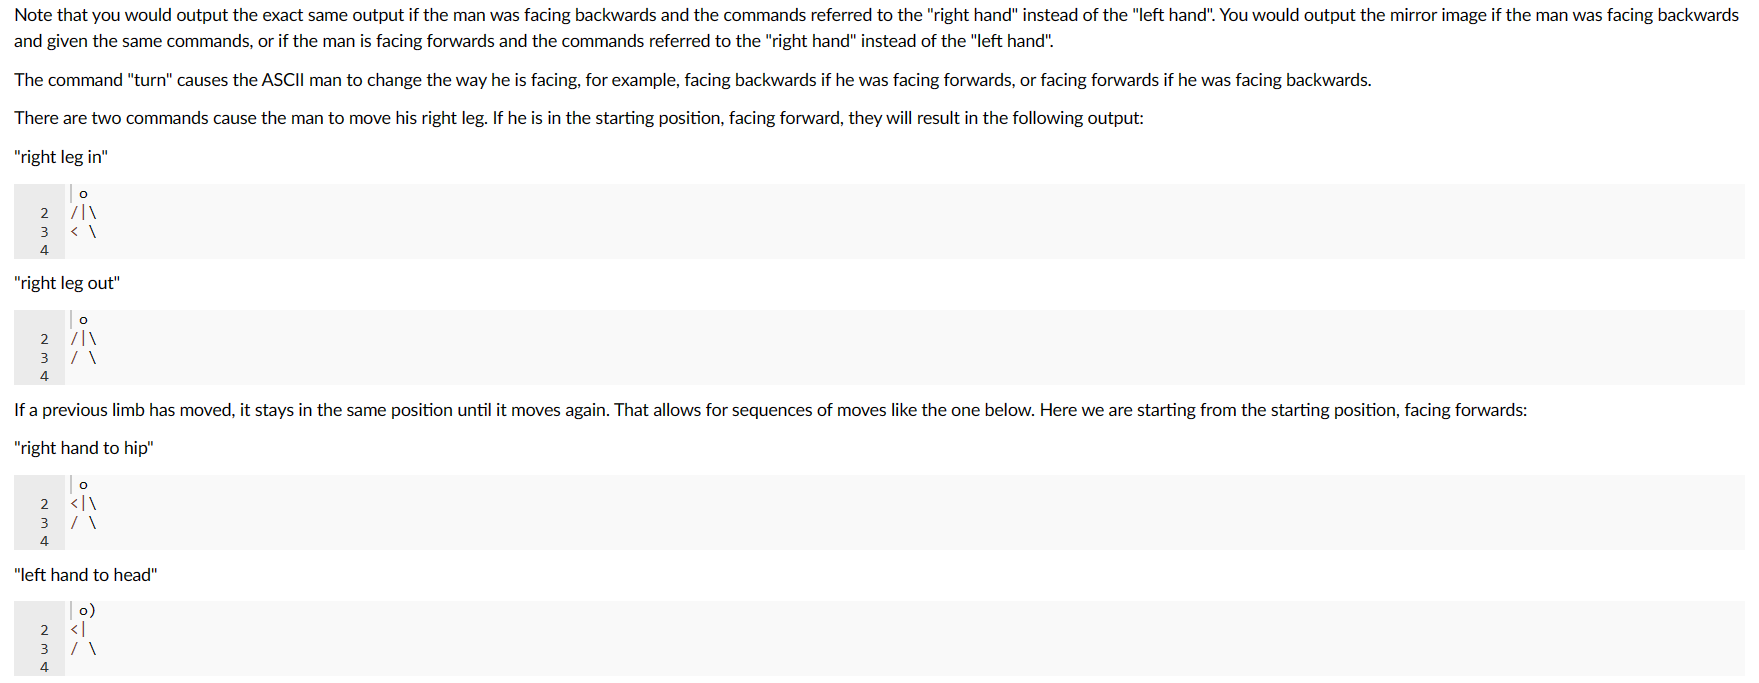 Note that you would output the exact same output if the man was facing backwards and the commands referred to the "right hand" instead of the "left hand". You would output the mirror image if the man was facing backwards
and given the same commands, or if the man is facing forwards and the commands referred to the "right hand" instead of the "left hand".
The command "turn" causes the ASCII man to change the way he is facing, for example, facing backwards if he was facing forwards, or facing forwards if he was facing backwards.
There are two commands cause the man to move his right leg. If he is in the starting position, facing forward, they will result in the following output:
"right leg in"
 o
2 /|\
3 < \
4
"right leg out"
 o
2 /|\
3 / \
4
If a previous limb has moved, it stays in the same position until it moves again. That allows for sequences of moves like the one below. Here we are starting from the starting position, facing forwards:
"right hand to hip"
 o
2 <|\
3 / \
4
"left hand to head"
 o)
2 <|
3 / \
4